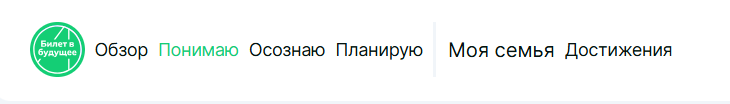 Билет в
будущее
Обзор Понимаю Осознаю Планирую Моя семья Достижения